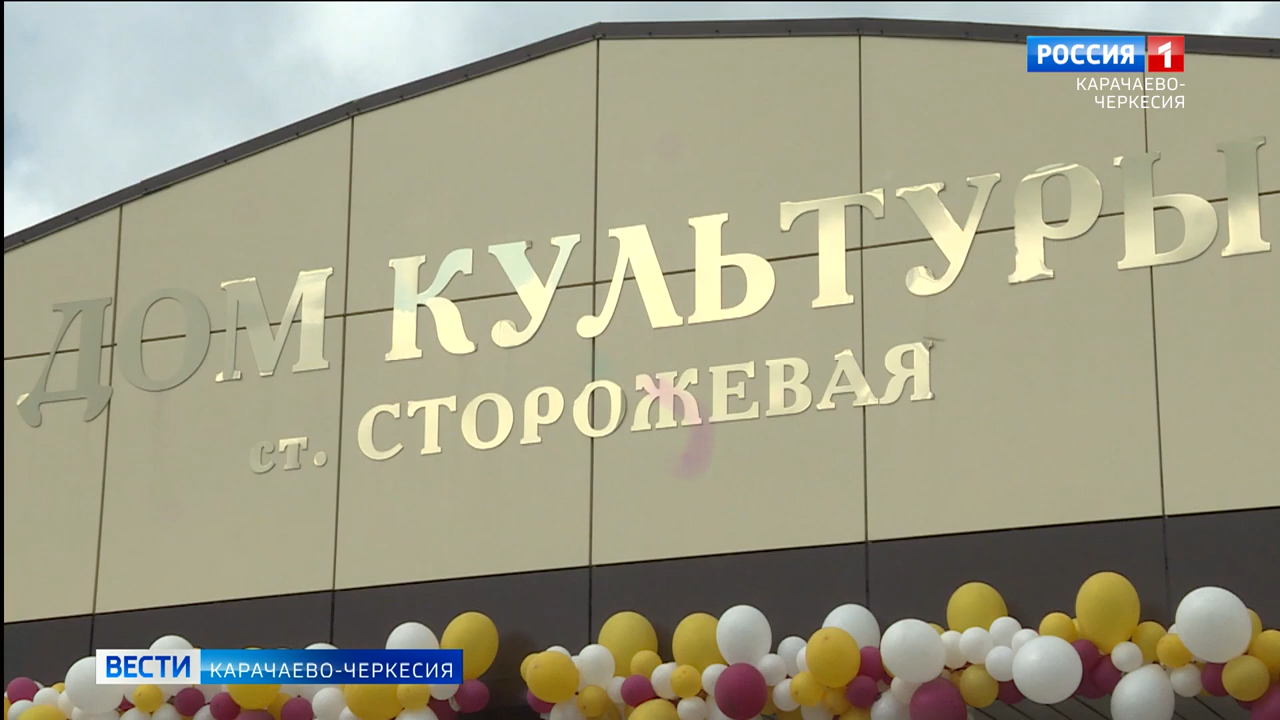 РОССИЯ 1
КАРАЧАЕВО-
ЧЕРКЕСИЯ
ДОМ КУЛЬТУРЫ
ст. СТОРОЖЕВАЯ
ВЕСТИ КАРАЧАЕВО-ЧЕРКЕСИЯ